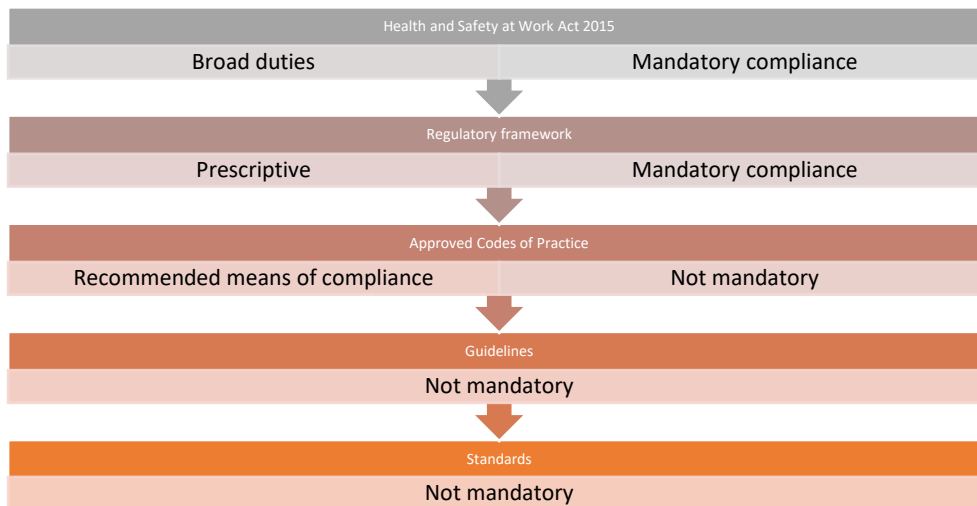 Health and Safety at Work Act 2015
Broad duties Mandatory compliance
Regulatory framework
Prescriptive Mandatory compliance
Approved Codes of Practice
Recommended means of compliance Not mandatory
Guidelines
Not mandatory
Standards
Not mandatory